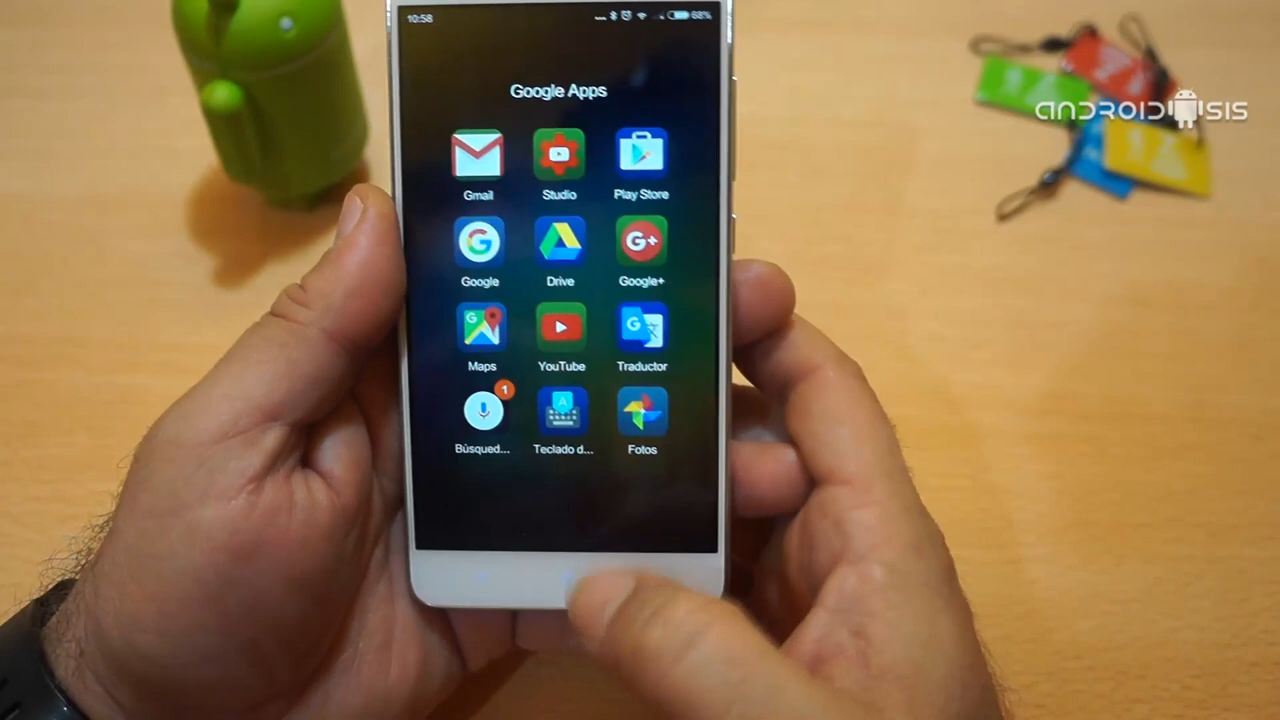 10:58
68%
Google Apps
Gmail
Studio
Play Store
Google
Drive
Google+
Maps
YouTube
Traductor
1
Búsqued...
Teclado d...
Fotos
ANDROIDSIS